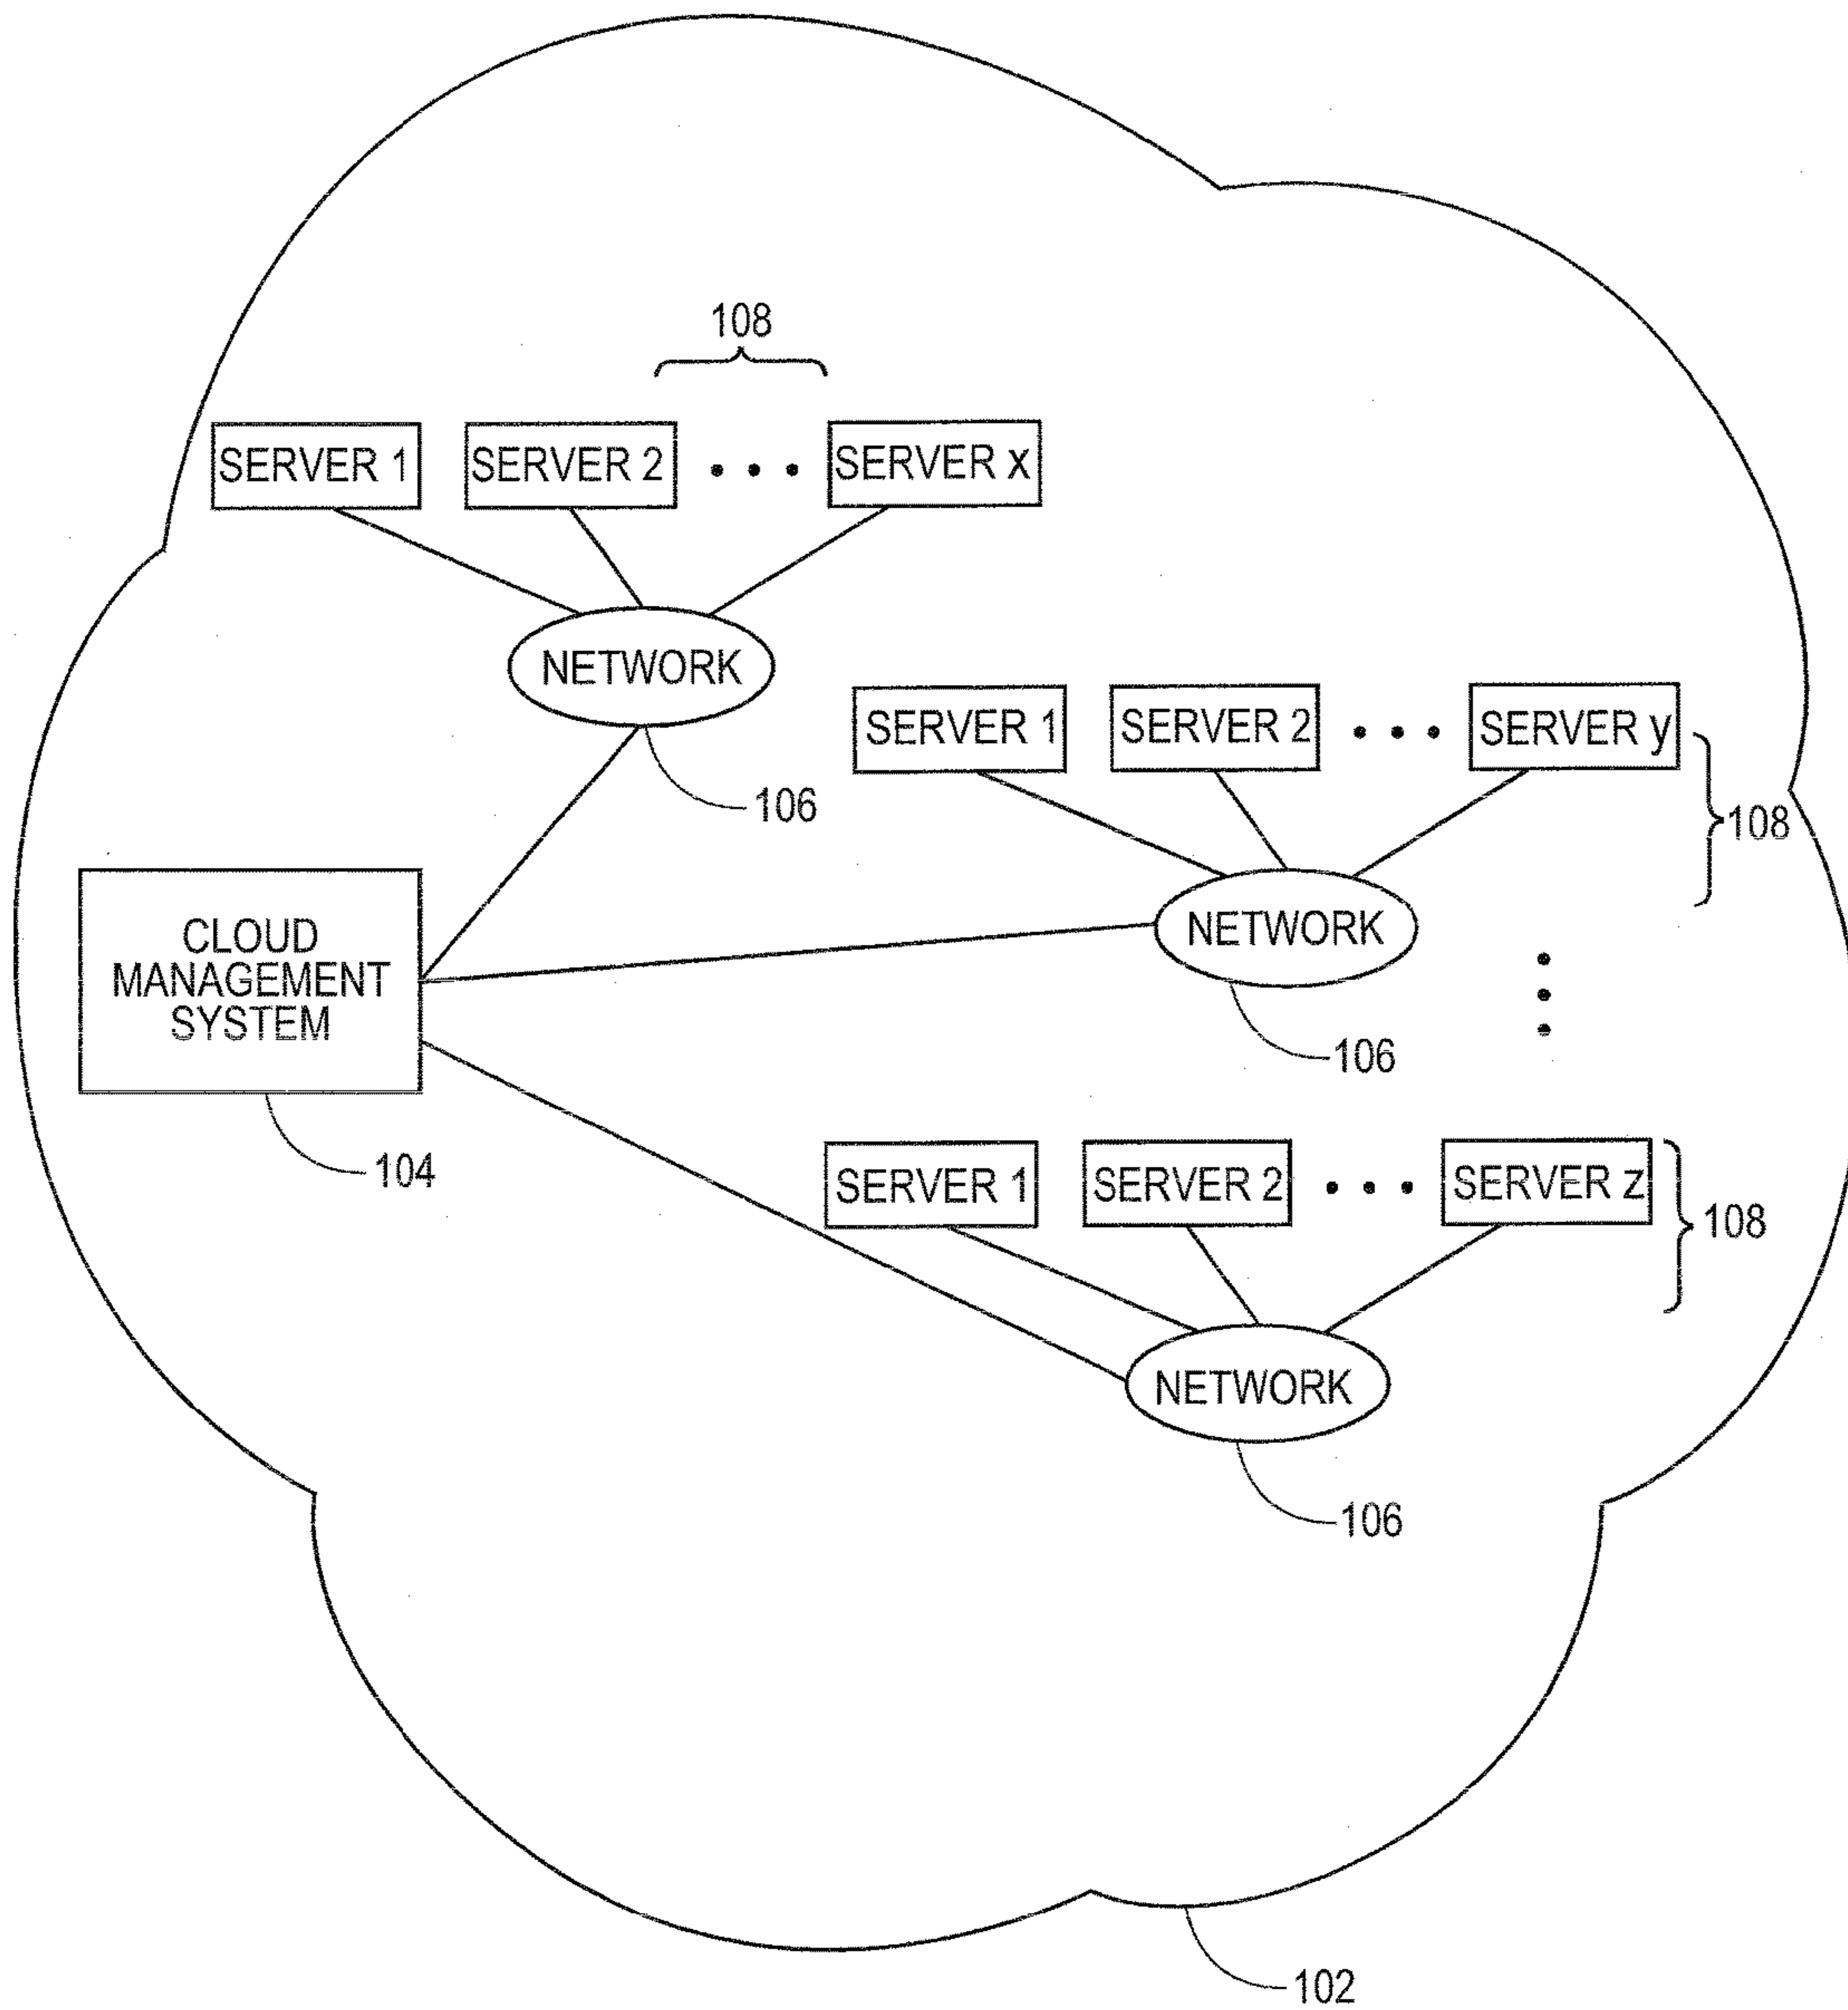 108
SERVER 1 SERVER 2 • • • SERVER x
NETWORK
106
SERVER 1 SERVER 2 • • • SERVER y
108
CLOUD
MANAGEMENT
SYSTEM
104
NETWORK
106
SERVER 1 SERVER 2 • • • SERVER z
108
NETWORK
106
102